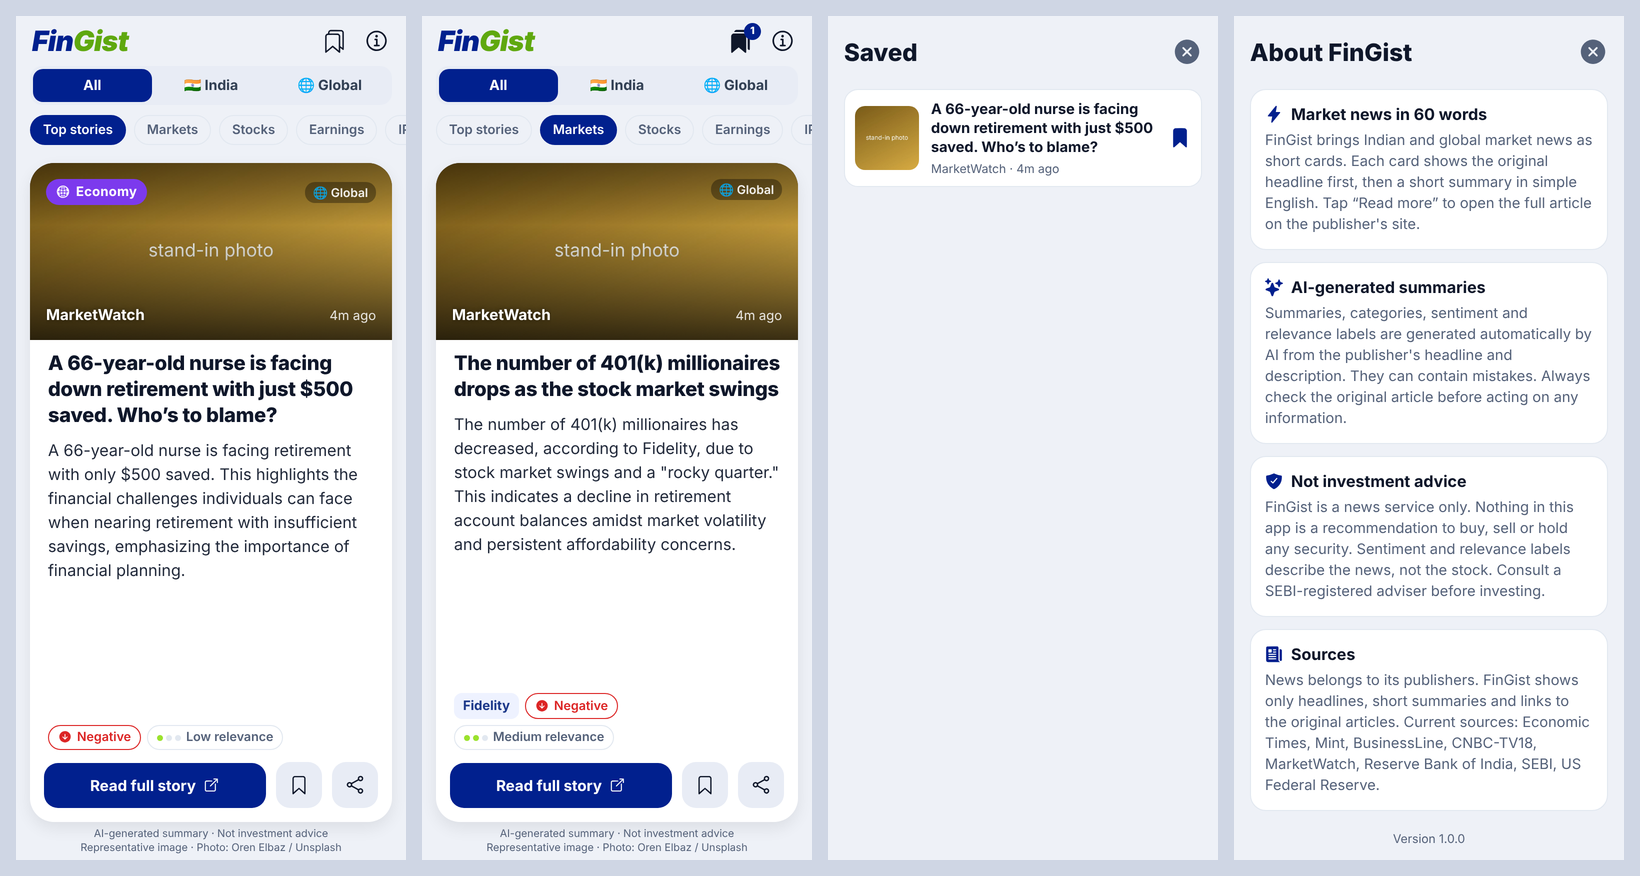 FinGist
All
India
Global
Top stories
Markets
Stocks
Earnings
Economy
Global
stand-in photo
MarketWatch
4m ago
A 66-year-old nurse is facing
down retirement with just $500
saved. Who’s to blame?
A 66-year-old nurse is facing retirement
with only $500 saved. This highlights the
financial challenges individuals can face
when nearing retirement with insufficient
savings, emphasizing the importance of
financial planning.
Negative
Low relevance
Read full story
AI-generated summary · Not investment advice
Representative image · Photo: Oren Elbaz / Unsplash
FinGist
1
All
India
Global
Top stories
Markets
Stocks
Earnings
Global
stand-in photo
MarketWatch
4m ago
The number of 401(k) millionaires
drops as the stock market swings
The number of 401(k) millionaires has
decreased, according to Fidelity, due to
stock market swings and a "rocky quarter."
This indicates a decline in retirement
account balances amidst market volatility
and persistent affordability concerns.
Fidelity
Negative
Medium relevance
Read full story
AI-generated summary · Not investment advice
Representative image · Photo: Oren Elbaz / Unsplash
Saved
stand-in photo
A 66-year-old nurse is facing
down retirement with just $500
saved. Who’s to blame?
MarketWatch · 4m ago
About FinGist
Market news in 60 words
FinGist brings Indian and global market news as
short cards. Each card shows the original
headline first, then a short summary in simple
English. Tap “Read more” to open the full article
on the publisher's site.
AI-generated summaries
Summaries, categories, sentiment and
relevance labels are generated automatically by
AI from the publisher's headline and
description. They can contain mistakes. Always
check the original article before acting on any
information.
Not investment advice
FinGist is a news service only. Nothing in this
app is a recommendation to buy, sell or hold
any security. Sentiment and relevance labels
describe the news, not the stock. Consult a
SEBI-registered adviser before investing.
Sources
News belongs to its publishers. FinGist shows
only headlines, short summaries and links to
the original articles. Current sources: Economic
Times, Mint, BusinessLine, CNBC-TV18,
MarketWatch, Reserve Bank of India, SEBI, US
Federal Reserve.
Version 1.0.0